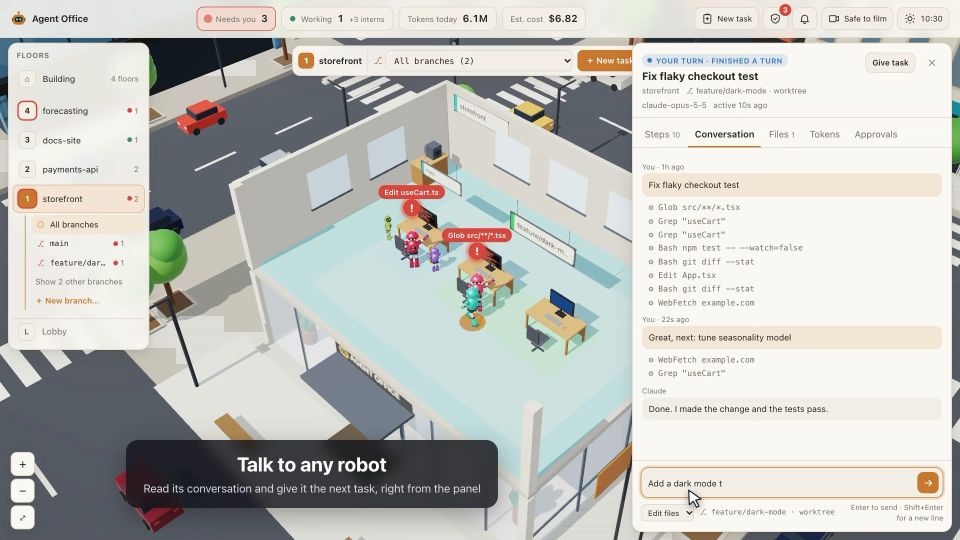 Agent Office
Needs you 3
Working 1 +3 interns
Tokens today 6.1M
Est. cost $6.82
New task
3
Safe to film
10:30
FLOORS
Building 4 floors
4 forecasting 1
3 docs-site 1
2 payments-api 2
1 storefront 2
All branches
main 1
feature/dar… 1
Show 2 other branches
+ New branch…
L Lobby
1 storefront All branches (2) + New task
storefront
Edit useCart.ts
!
Glob src/**/*.tsx
!
feature/dark-m…
AGENT OFFICE
Talk to any robot
Read its conversation and give it the next task, right from the panel
YOUR TURN · FINISHED A TURN
Give task
Fix flaky checkout test
storefront feature/dark-mode · worktree
claude-opus-5-5 active 10s ago
Steps 10 Conversation Files 1 Tokens Approvals
You · 1h ago
Fix flaky checkout test
Glob src/**/*.tsx
Grep "useCart"
Bash npm test -- --watch=false
Bash git diff --stat
Edit App.tsx
Bash git diff --stat
WebFetch example.com
You · 22s ago
Great, next: tune seasonality model
WebFetch example.com
Grep "useCart"
Claude
Done. I made the change and the tests pass.
Add a dark mode t
Edit files feature/dark-mode · worktree
Enter to send · Shift+Enter
for a new line